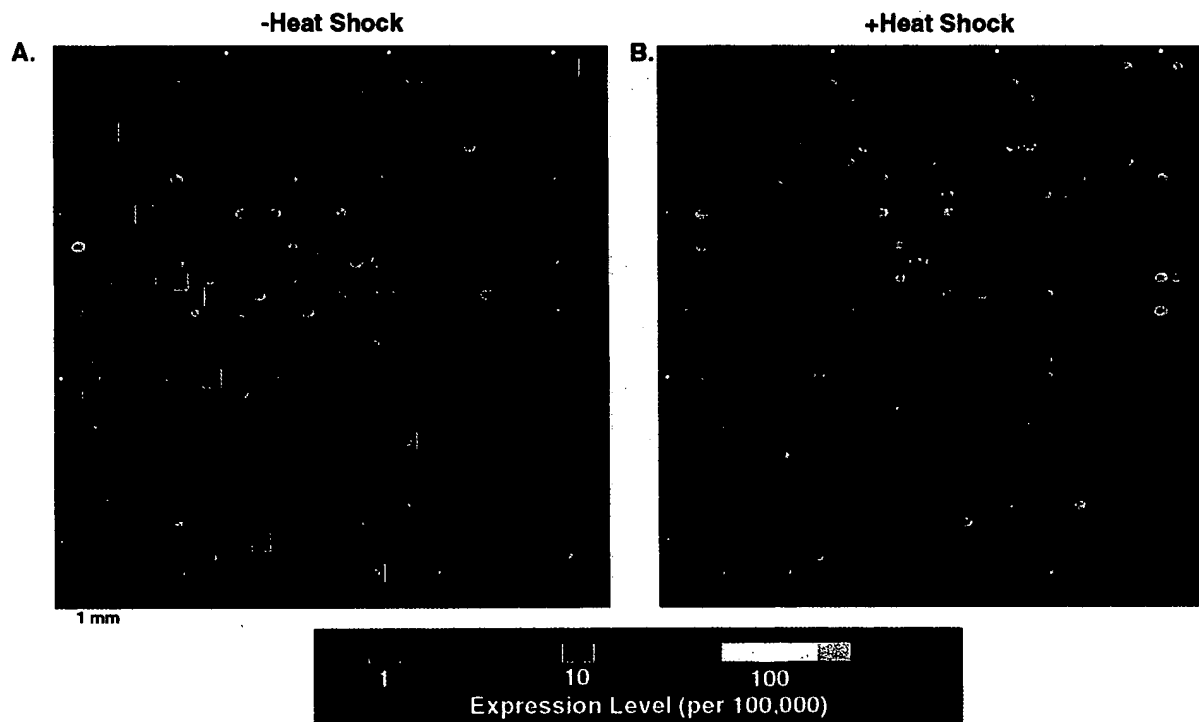 -Heat Shock
+Heat Shock
A.
B.
1 mm
1 10 100
Expression Level (per 100,000)